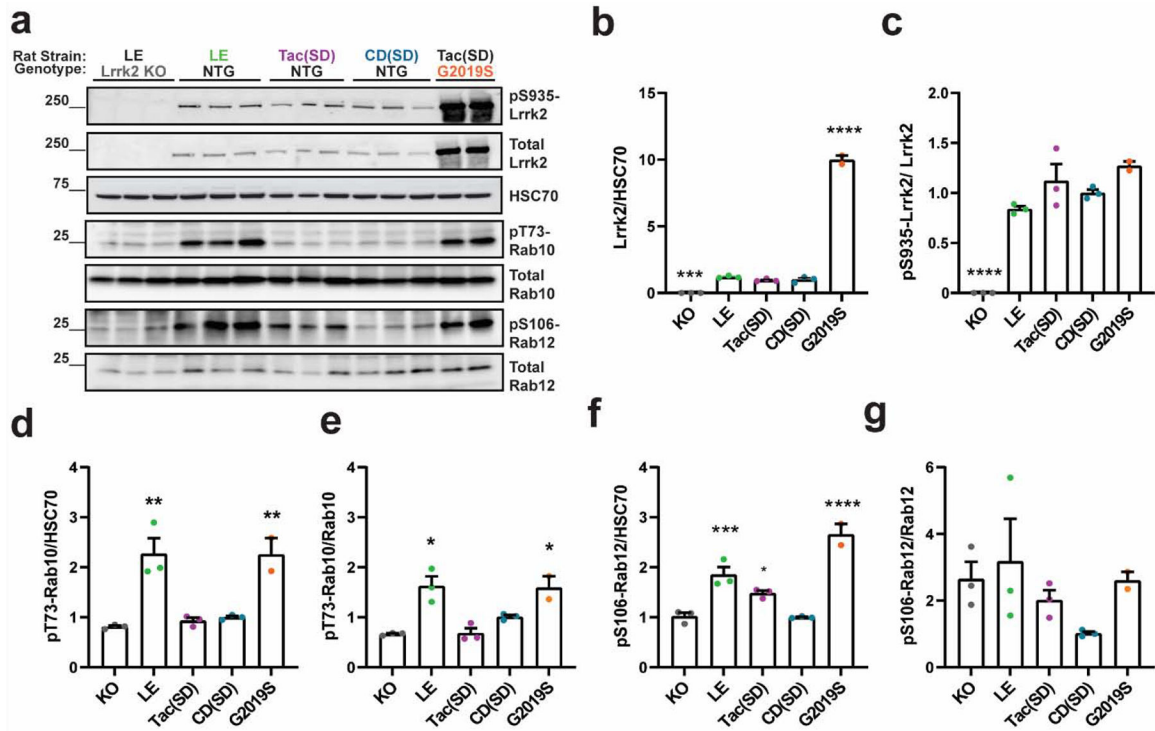 a
Rat Strain: LE LE Tac(SD) CD(SD) Tac(SD)
Genotype: Lrrk2 KO NTG NTG NTG G2019S
250 pS935-
Lrrk2
250 Total
Lrrk2
75 HSC70
25 pT73-
Rab10
Total
Rab10
25 pS106-
Rab12
25 Total
Rab12
b
Lrrk2/HSC70
15
10
5
0
***
****
KO LE Tac(SD) CD(SD) G2019S
c
pS935-Lrrk2/ Lrrk2
2.0
1.5
1.0
0.5
0.0
****
KO LE Tac(SD) CD(SD) G2019S
d
pT73-Rab10/HSC70
4
3
2
1
0
**
**
KO LE Tac(SD) CD(SD) G2019S
e
pT73-Rab10/Rab10
4
3
2
1
0
*
*
KO LE Tac(SD) CD(SD) G2019S
f
pS106-Rab12/HSC70
4
3
2
1
0
***
*
****
KO LE Tac(SD) CD(SD) G2019S
g
pS106-Rab12/Rab12
6
4
2
0
KO LE Tac(SD) CD(SD) G2019S